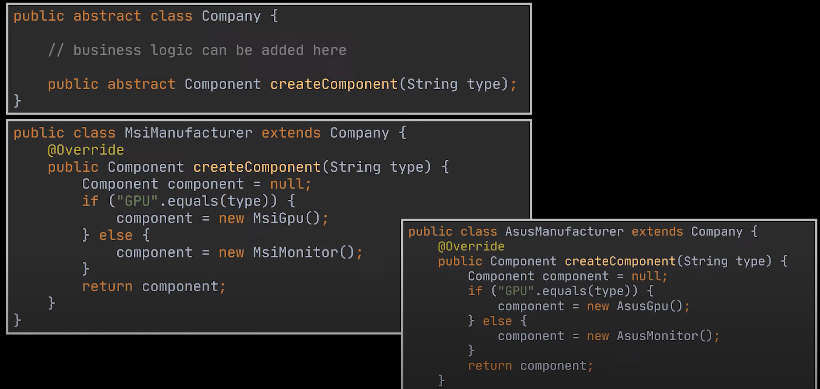 public abstract class Company {
// business logic can be added here
public abstract Component createComponent(String type);
}
public class MsiManufacturer extends Company {
@Override
public Component createComponent(String type) {
Component component = null;
if ("GPU".equals(type)) {
component = new MsiGpu();
} else {
component = new MsiMonitor();
}
return component;
}
}
public class AsusManufacturer extends Company {
@Override
public Component createComponent(String type) {
Component component = null;
if ("GPU".equals(type)) {
component = new AsusGpu();
} else {
component = new AsusMonitor();
}
return component;
}